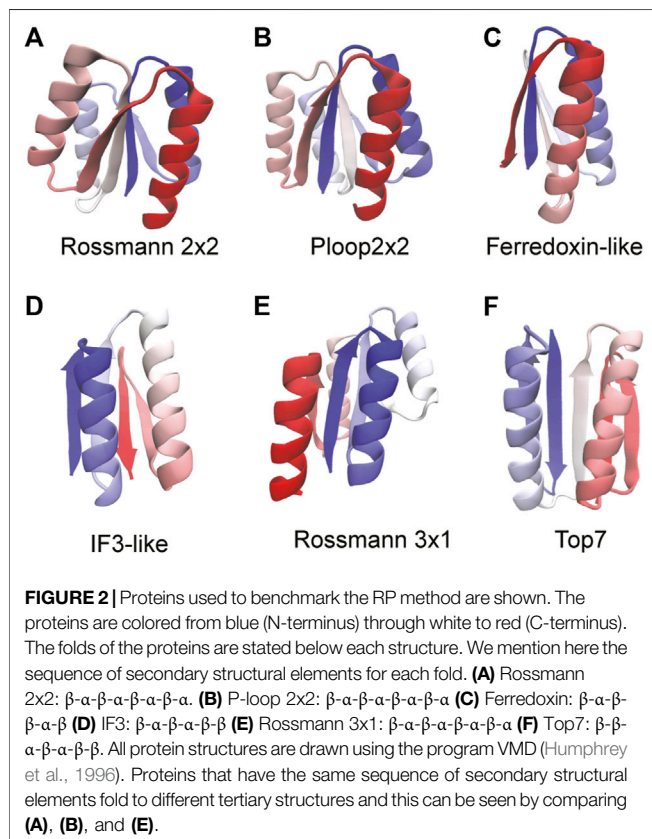 A
B
C
Rossmann 2x2
Ploop2x2
Ferredoxin-like
D
E
F
IF3-like
Rossmann 3x1
Top7
FIGURE 2 | Proteins used to benchmark the RP method are shown. The
proteins are colored from blue (N-terminus) through white to red (C-terminus).
The folds of the proteins are stated below each structure. We mention here the
sequence of secondary structural elements for each fold. (A) Rossmann
2x2: β-α-β-α-β-α-β-α. (B) P-loop 2x2: β-α-β-α-β-α-β-α (C) Ferredoxin: β-α-β-
β-α-β (D) IF3: β-α-β-α-β-β (E) Rossmann 3x1: β-α-β-α-β-α-β-α (F) Top7: β-β-
α-β-α-β-β. All protein structures are drawn using the program VMD (Humphrey
et al., 1996). Proteins that have the same sequence of secondary structural
elements fold to different tertiary structures and this can be seen by comparing
(A), (B), and (E).